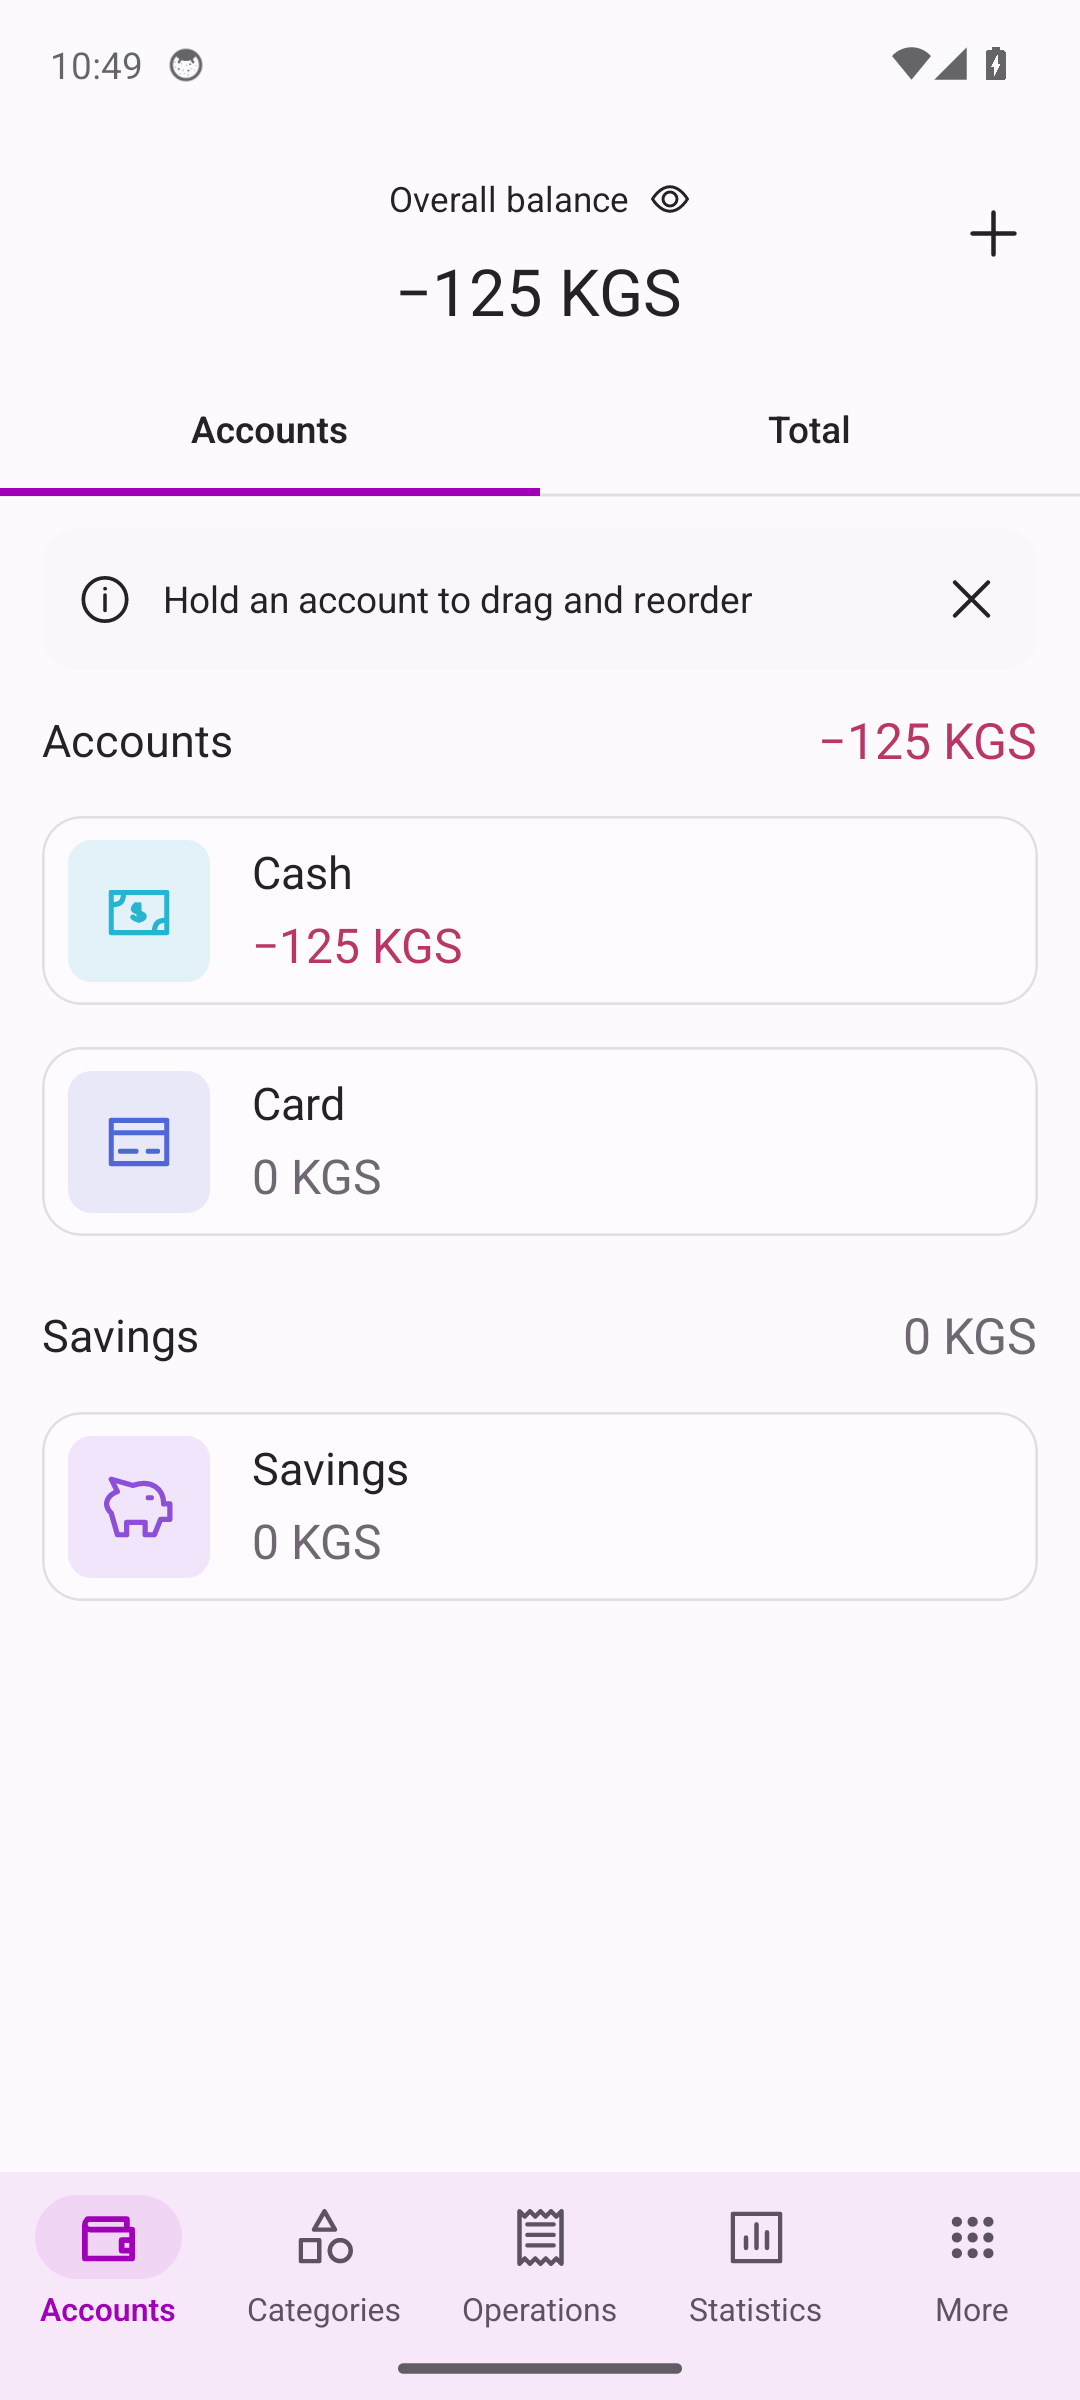 10:49
Overall balance
−125 KGS
Accounts
Total
Hold an account to drag and reorder
Accounts
−125 KGS
Cash
−125 KGS
Card
0 KGS
Savings
0 KGS
Savings
0 KGS
Accounts
Categories
Operations
Statistics
More